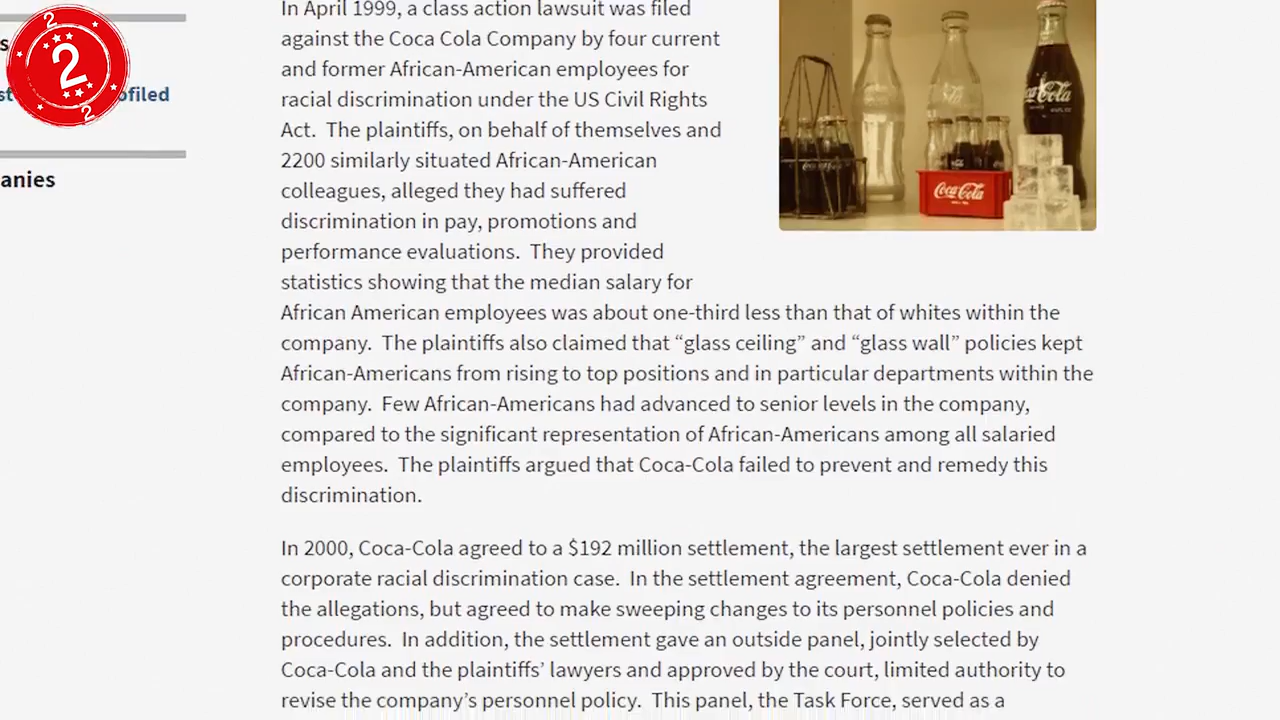 2
2
2
s
st
ofiled
anies
In April 1999, a class action lawsuit was filed
against the Coca Cola Company by four current
and former African-American employees for
racial discrimination under the US Civil Rights
Act.  The plaintiffs, on behalf of themselves and
2200 similarly situated African-American
colleagues, alleged they had suffered
discrimination in pay, promotions and
performance evaluations.  They provided
statistics showing that the median salary for
African American employees was about one-third less than that of whites within the
company.  The plaintiffs also claimed that “glass ceiling” and “glass wall” policies kept
African-Americans from rising to top positions and in particular departments within the
company.  Few African-Americans had advanced to senior levels in the company,
compared to the significant representation of African-Americans among all salaried
employees.  The plaintiffs argued that Coca-Cola failed to prevent and remedy this
discrimination.
In 2000, Coca-Cola agreed to a $192 million settlement, the largest settlement ever in a
corporate racial discrimination case.  In the settlement agreement, Coca-Cola denied
the allegations, but agreed to make sweeping changes to its personnel policies and
procedures.  In addition, the settlement gave an outside panel, jointly selected by
Coca-Cola and the plaintiffs’ lawyers and approved by the court, limited authority to
revise the company’s personnel policy.  This panel, the Task Force, served as a
Coca-Cola
Coca-Cola